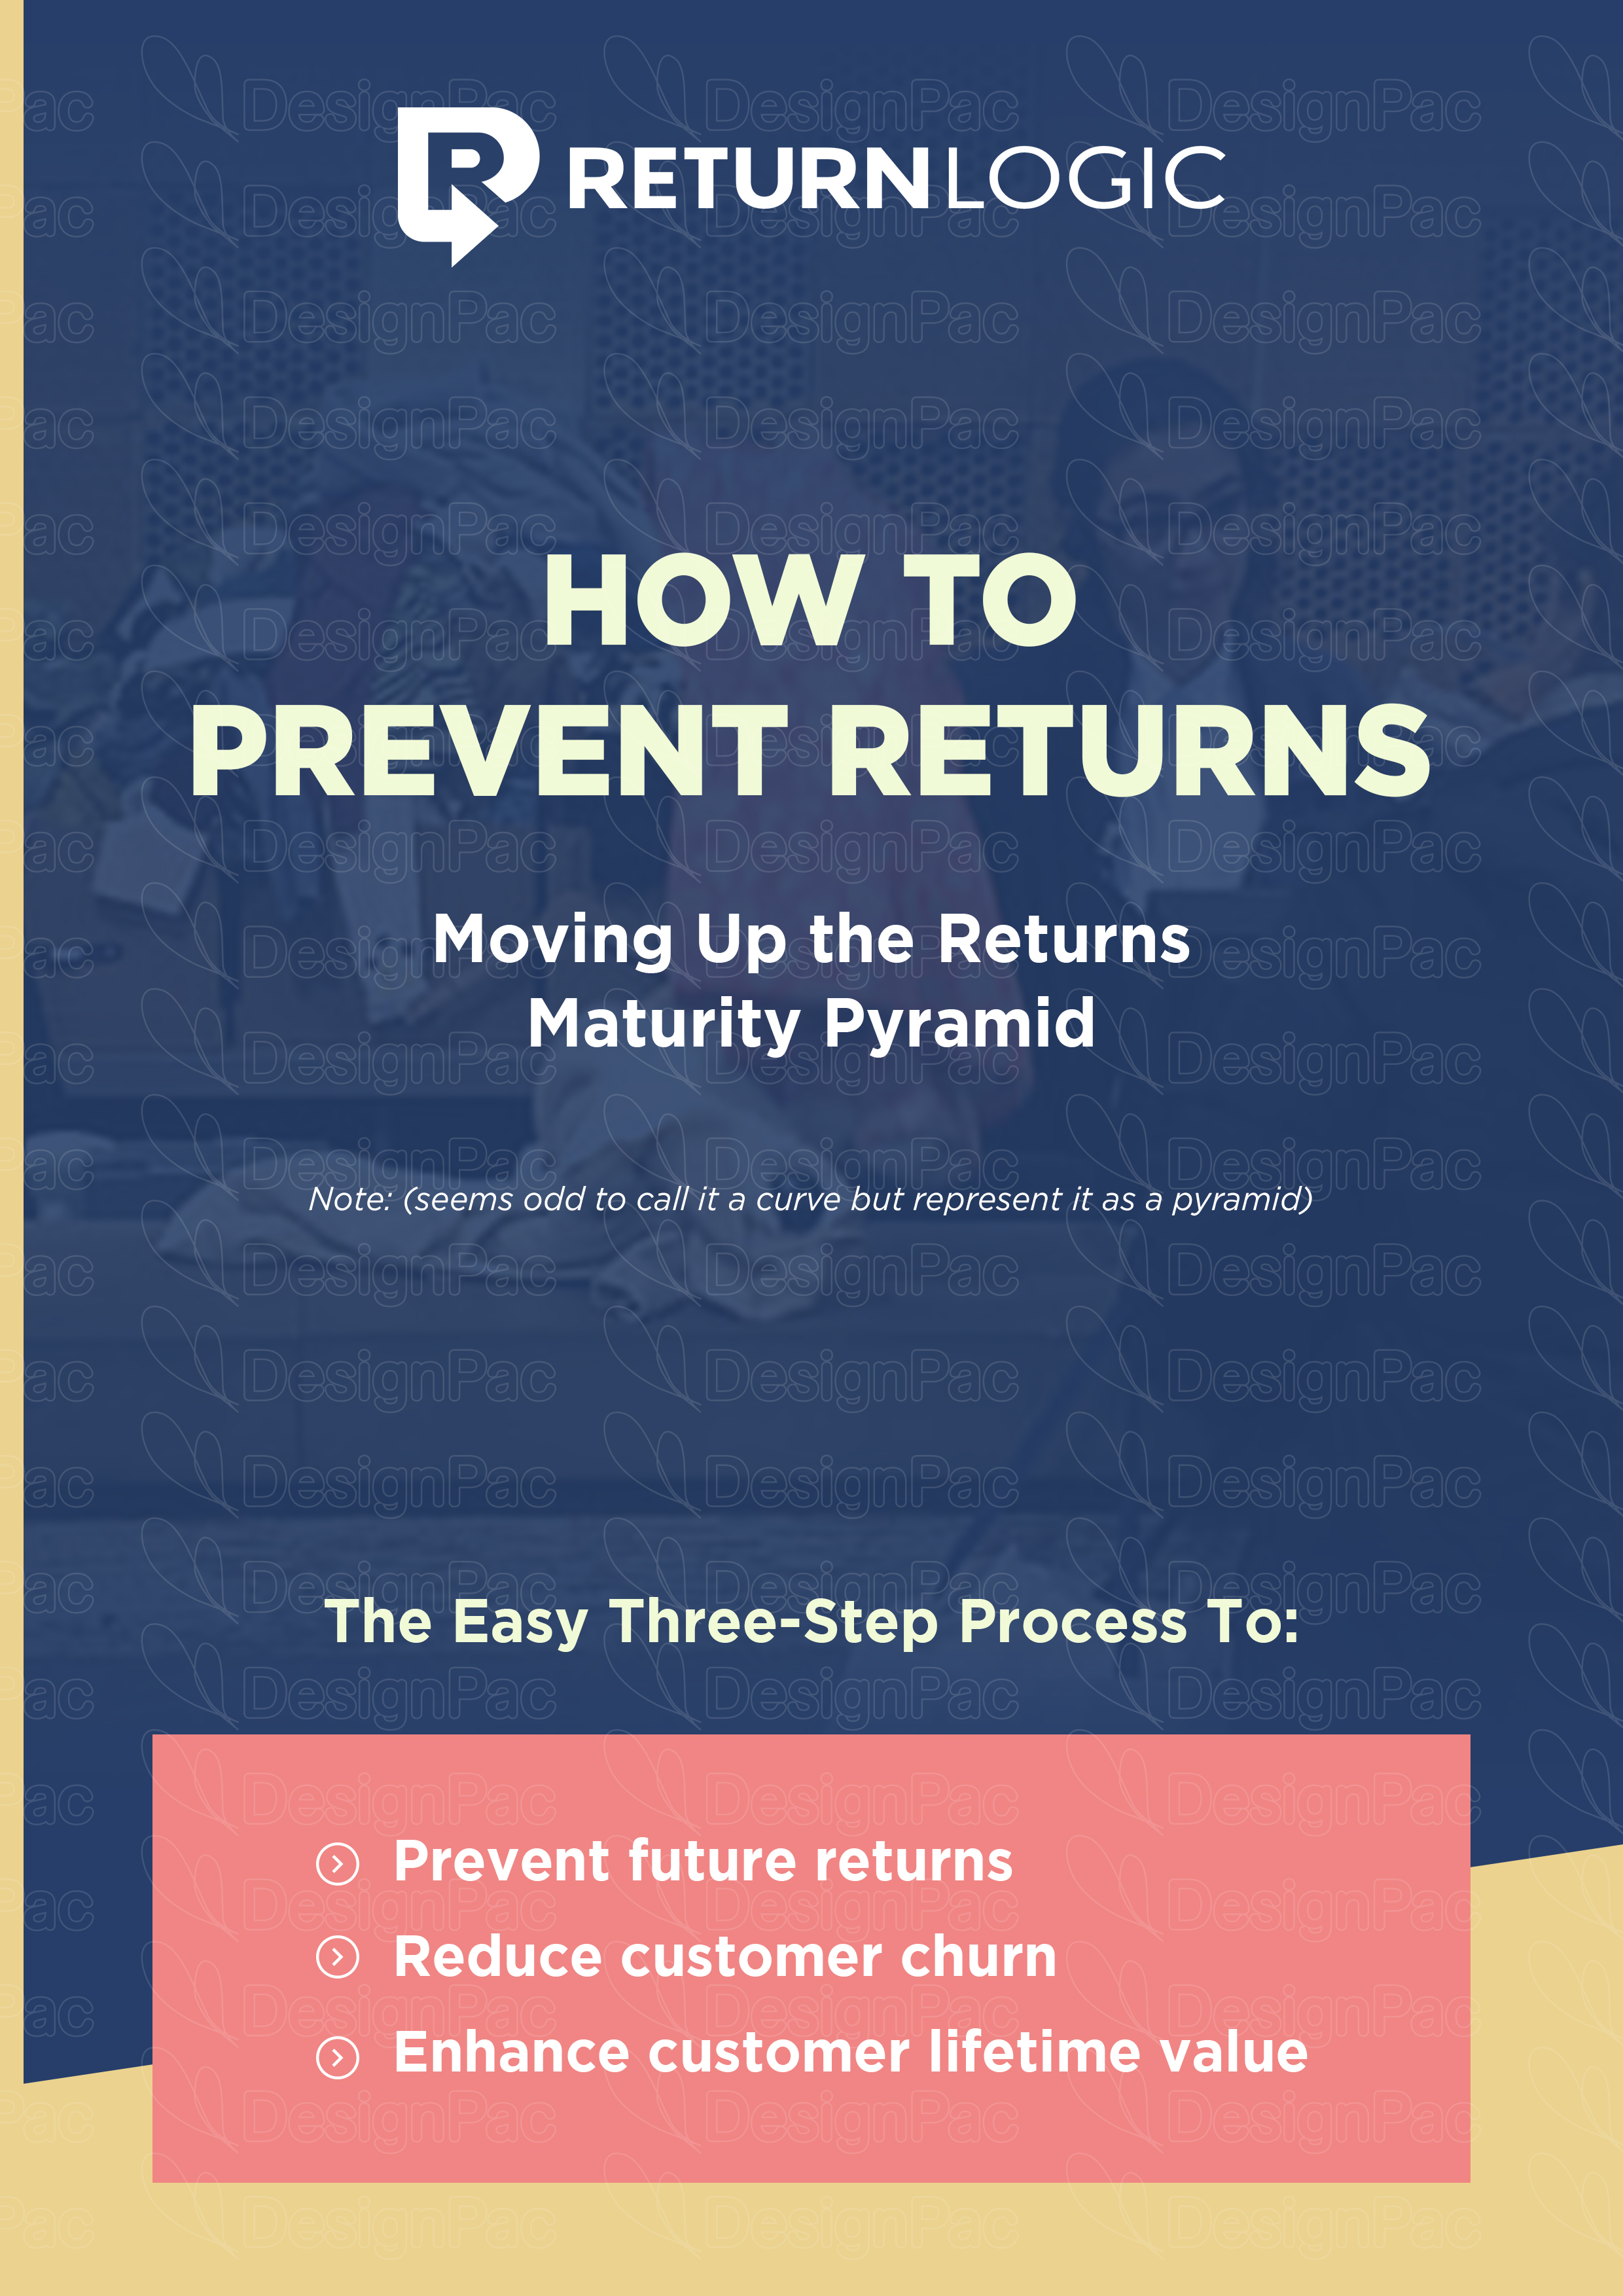 RETURNLOGIC
HOW TO
PREVENT RETURNS
Moving Up the Returns
Maturity Pyramid
Note: (seems odd to call it a curve but represent it as a pyramid)
The Easy Three-Step Process To:
Prevent future returns
Reduce customer churn
Enhance customer lifetime value
DesignPac